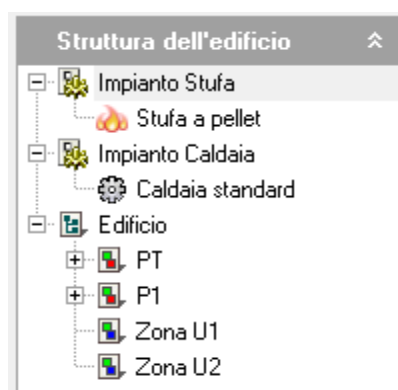 Struttura dell'edificio
Impianto Stufa
Stufa a pellet
Impianto Caldaia
Caldaia standard
Edificio
PT
P1
Zona U1
Zona U2